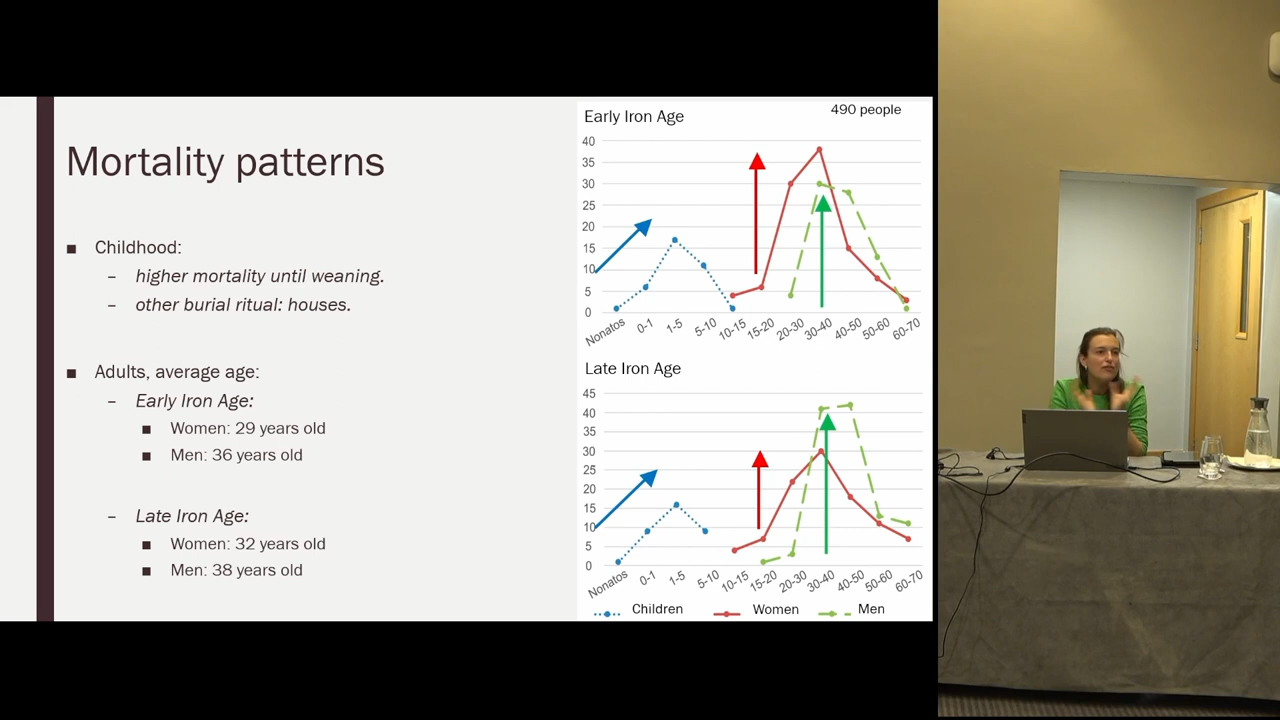 Mortality patterns
■ Childhood:
– higher mortality until weaning.
– other burial ritual: houses.
■ Adults, average age:
– Early Iron Age:
■ Women: 29 years old
■ Men: 36 years old
– Late Iron Age:
■ Women: 32 years old
■ Men: 38 years old
Early Iron Age
490 people
40
35
30
25
20
15
10
5
0
Nonatos 0-1 1-5 5-10 10-15 15-20 20-30 30-40 40-50 50-60 60-70
Late Iron Age
45
40
35
30
25
20
15
10
5
0
Nonatos 0-1 1-5 5-10 10-15 15-20 20-30 30-40 40-50 50-60 60-70
Children Women Men